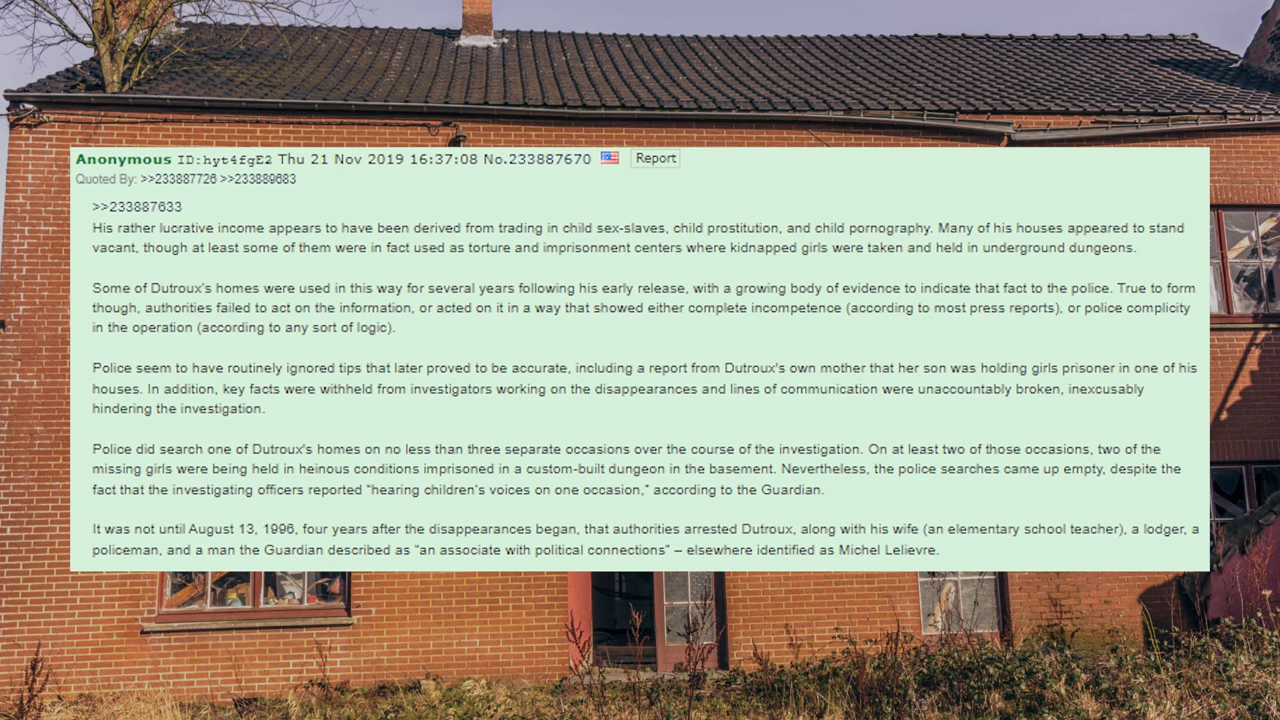 Anonymous ID:hyt4fgE2 Thu 21 Nov 2019 16:37:08 No.233887670 Report
Quoted By: >>233887726 >>233889683
>>233887633
His rather lucrative income appears to have been derived from trading in child sex-slaves, child prostitution, and child pornography. Many of his houses appeared to stand
vacant, though at least some of them were in fact used as torture and imprisonment centers where kidnapped girls were taken and held in underground dungeons.
Some of Dutroux's homes were used in this way for several years following his early release, with a growing body of evidence to indicate that fact to the police. True to form
though, authorities failed to act on the information, or acted on it in a way that showed either complete incompetence (according to most press reports), or police complicity
in the operation (according to any sort of logic).
Police seem to have routinely ignored tips that later proved to be accurate, including a report from Dutroux's own mother that her son was holding girls prisoner in one of his
houses. In addition, key facts were withheld from investigators working on the disappearances and lines of communication were unaccountably broken, inexcusably
hindering the investigation.
Police did search one of Dutroux's homes on no less than three separate occasions over the course of the investigation. On at least two of those occasions, two of the
missing girls were being held in heinous conditions imprisoned in a custom-built dungeon in the basement. Nevertheless, the police searches came up empty, despite the
fact that the investigating officers reported "hearing children's voices on one occasion," according to the Guardian.
It was not until August 13, 1996, four years after the disappearances began, that authorities arrested Dutroux, along with his wife (an elementary school teacher), a lodger, a
policeman, and a man the Guardian described as "an associate with political connections" – elsewhere identified as Michel Lelievre.